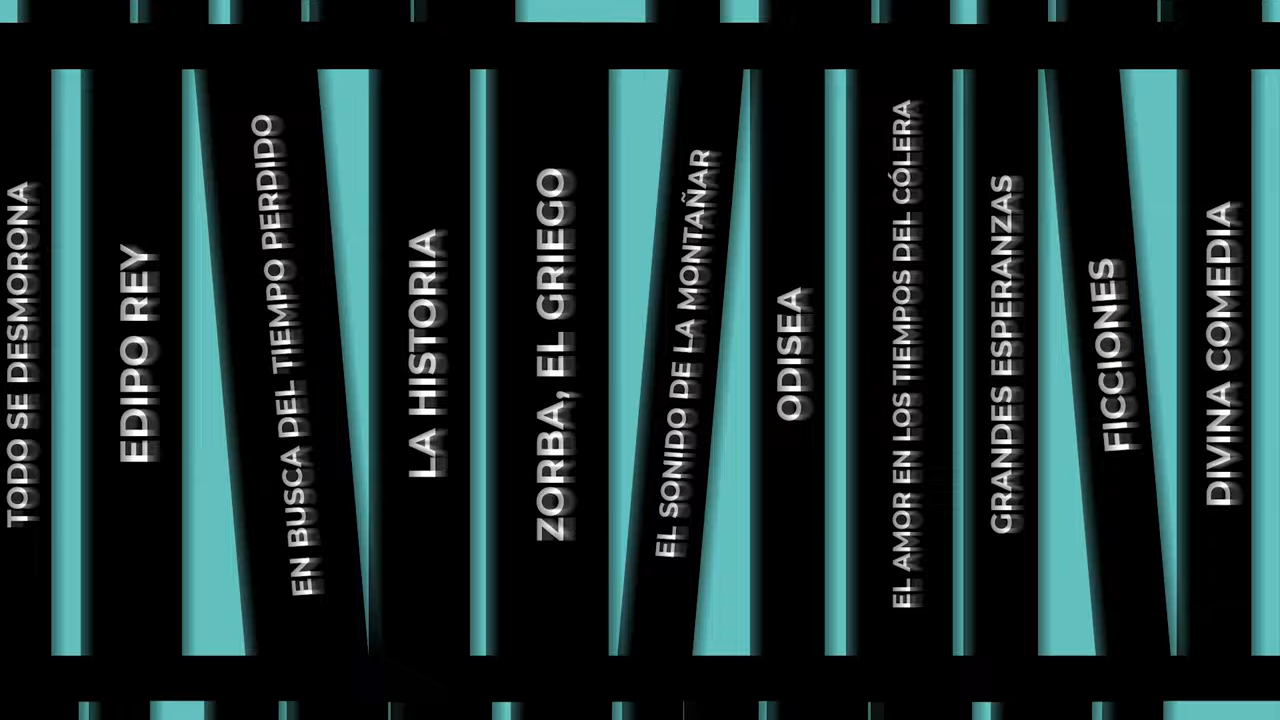 TODO SE DESMORONA
EDIPO REY
EN BUSCA DEL TIEMPO PERDIDO
LA HISTORIA
ZORBA, EL GRIEGO
EL SONIDO DE LA MONTAÑAR
ODISEA
EL AMOR EN LOS TIEMPOS DEL CÓLERA
GRANDES ESPERANZAS
FICCIONES
DIVINA COMEDIA